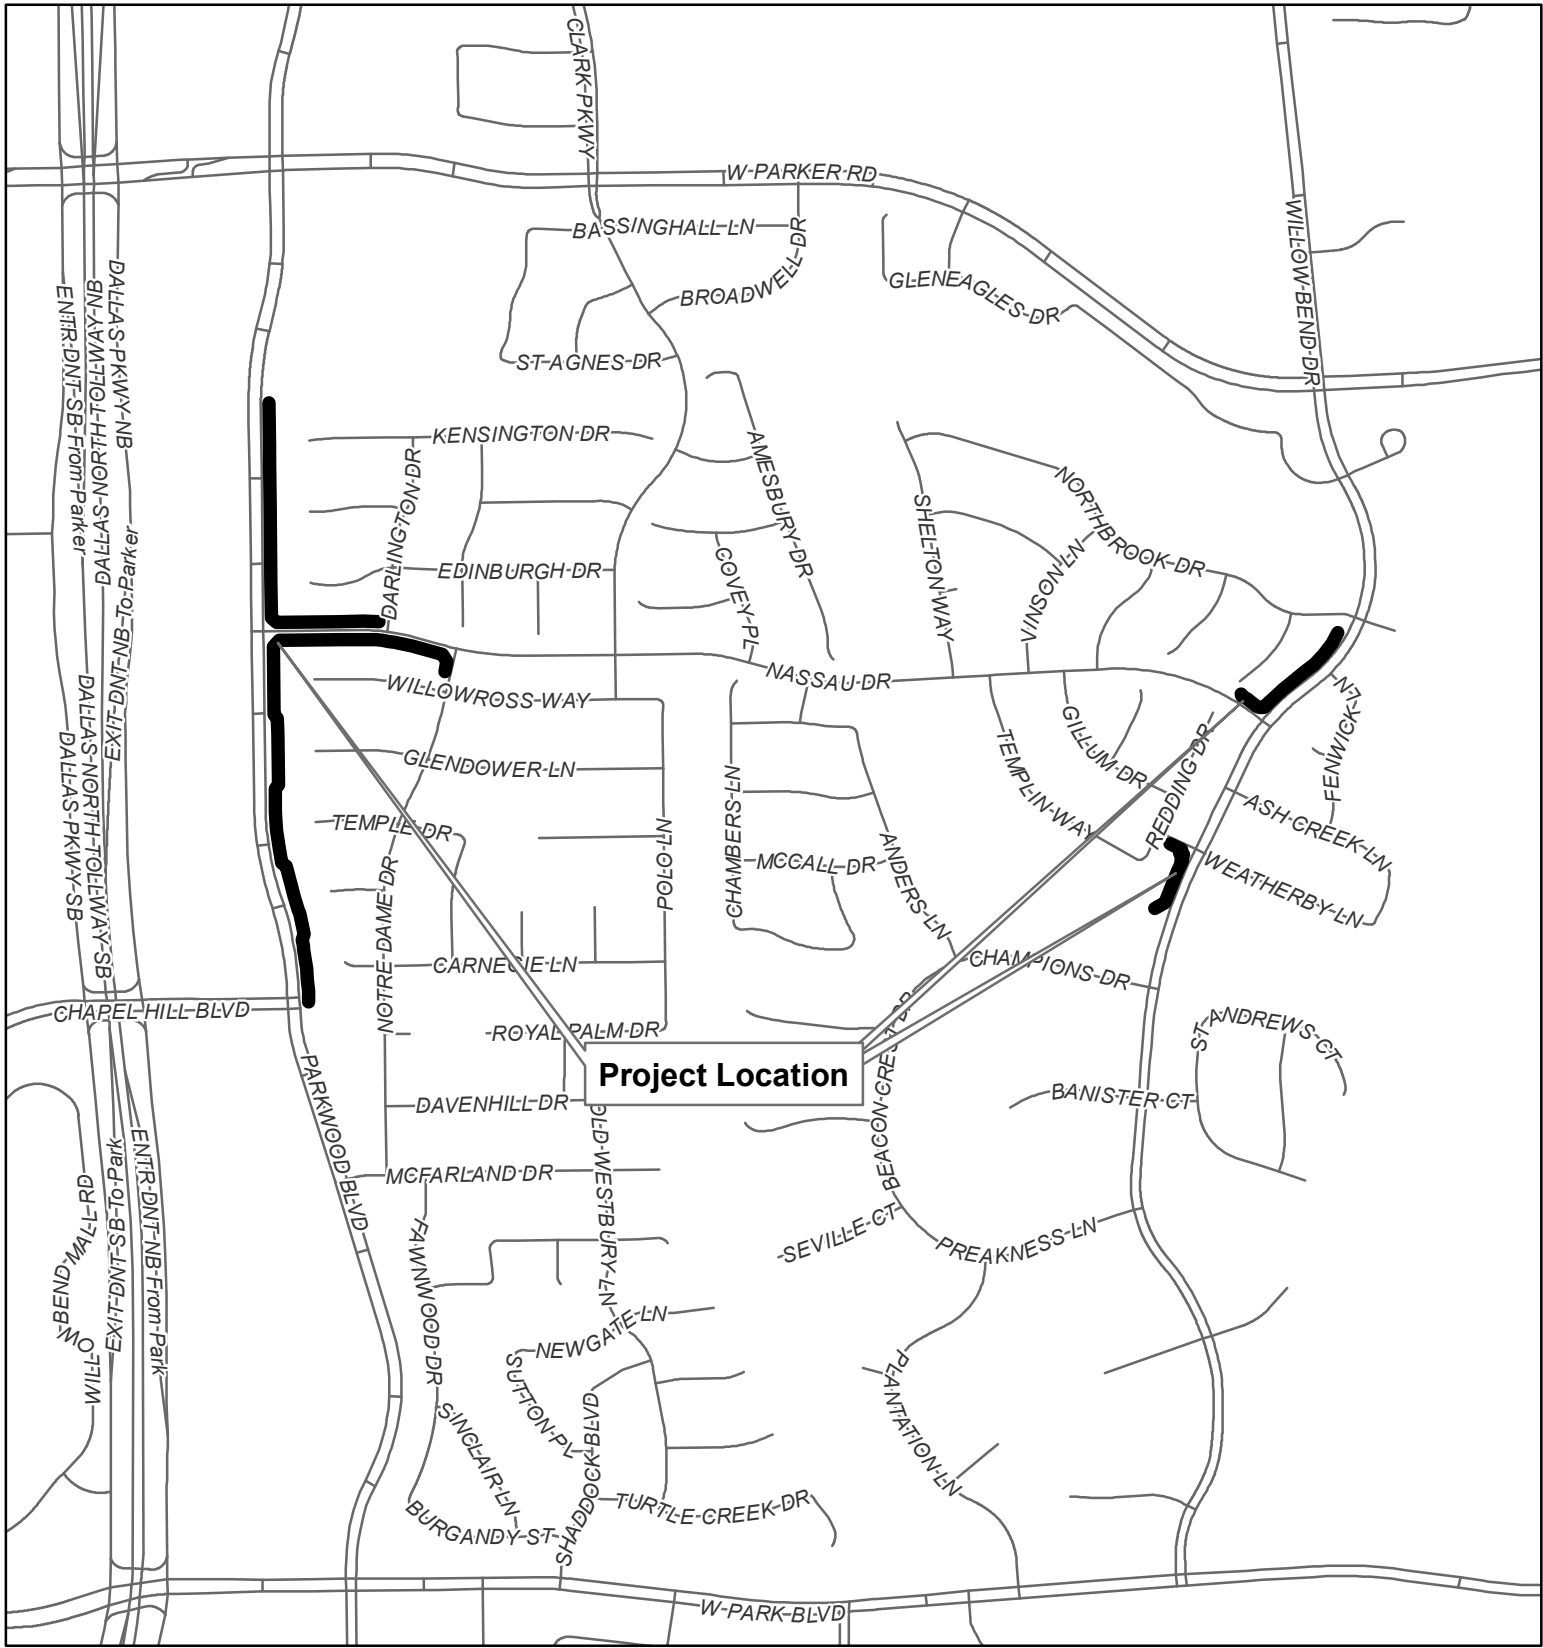 CLARK PKWY
W PARKER RD
BASSINGHALL LN
BROADWELL DR
GLENEAGLES DR
WILLOW BEND DR
ST AGNES DR
DALLAS PKWY NB
DALLAS NORTH TOLLWAY NB
ENTR DNT SB From Parker
EXIT DNT NB To Parker
KENSINGTON DR
DARLINGTON DR
EDINBURGH DR
AMESBURY DR
COVEY PL
SHELTON WAY
NORTHBROOK DR
VINSON LN
NASSAU DR
WILLOWROSS WAY
GLENDOWER LN
TEMPLE DR
NOTRE DAME DR
POLO LN
CHAMBERS LN
MCCALL DR
ANDERS LN
TEMPLIN WAY
GILLUM DR
REDDING DR
FENWICK LN
ASH CREEK LN
WEATHERBY LN
DALLAS NORTH TOLLWAY SB
DALLAS PKWY SB
CARNEGIE LN
CHAMPIONS DR
CHAPEL HILL BLVD
ROYAL PALM DR
ST ANDREWS CT
Project Location
BEACON CREST DR
BANISTER CT
PARKWOOD BLVD
DAVENHILL DR
OLD WESTBURY LN
MCFARLAND DR
EXIT DNT SB To Park
ENTR DNT NB From Park
WILLOW BEND MALL RD
FAWNWOOD DR
SEVILLE CT
PREAKNESS LN
NEWGATE LN
SUTTON PL
SHADDOCK BLVD
PLANTATION LN
SINCLAIR LN
BURGANDY ST
TURTLE CREEK DR
W PARK BLVD